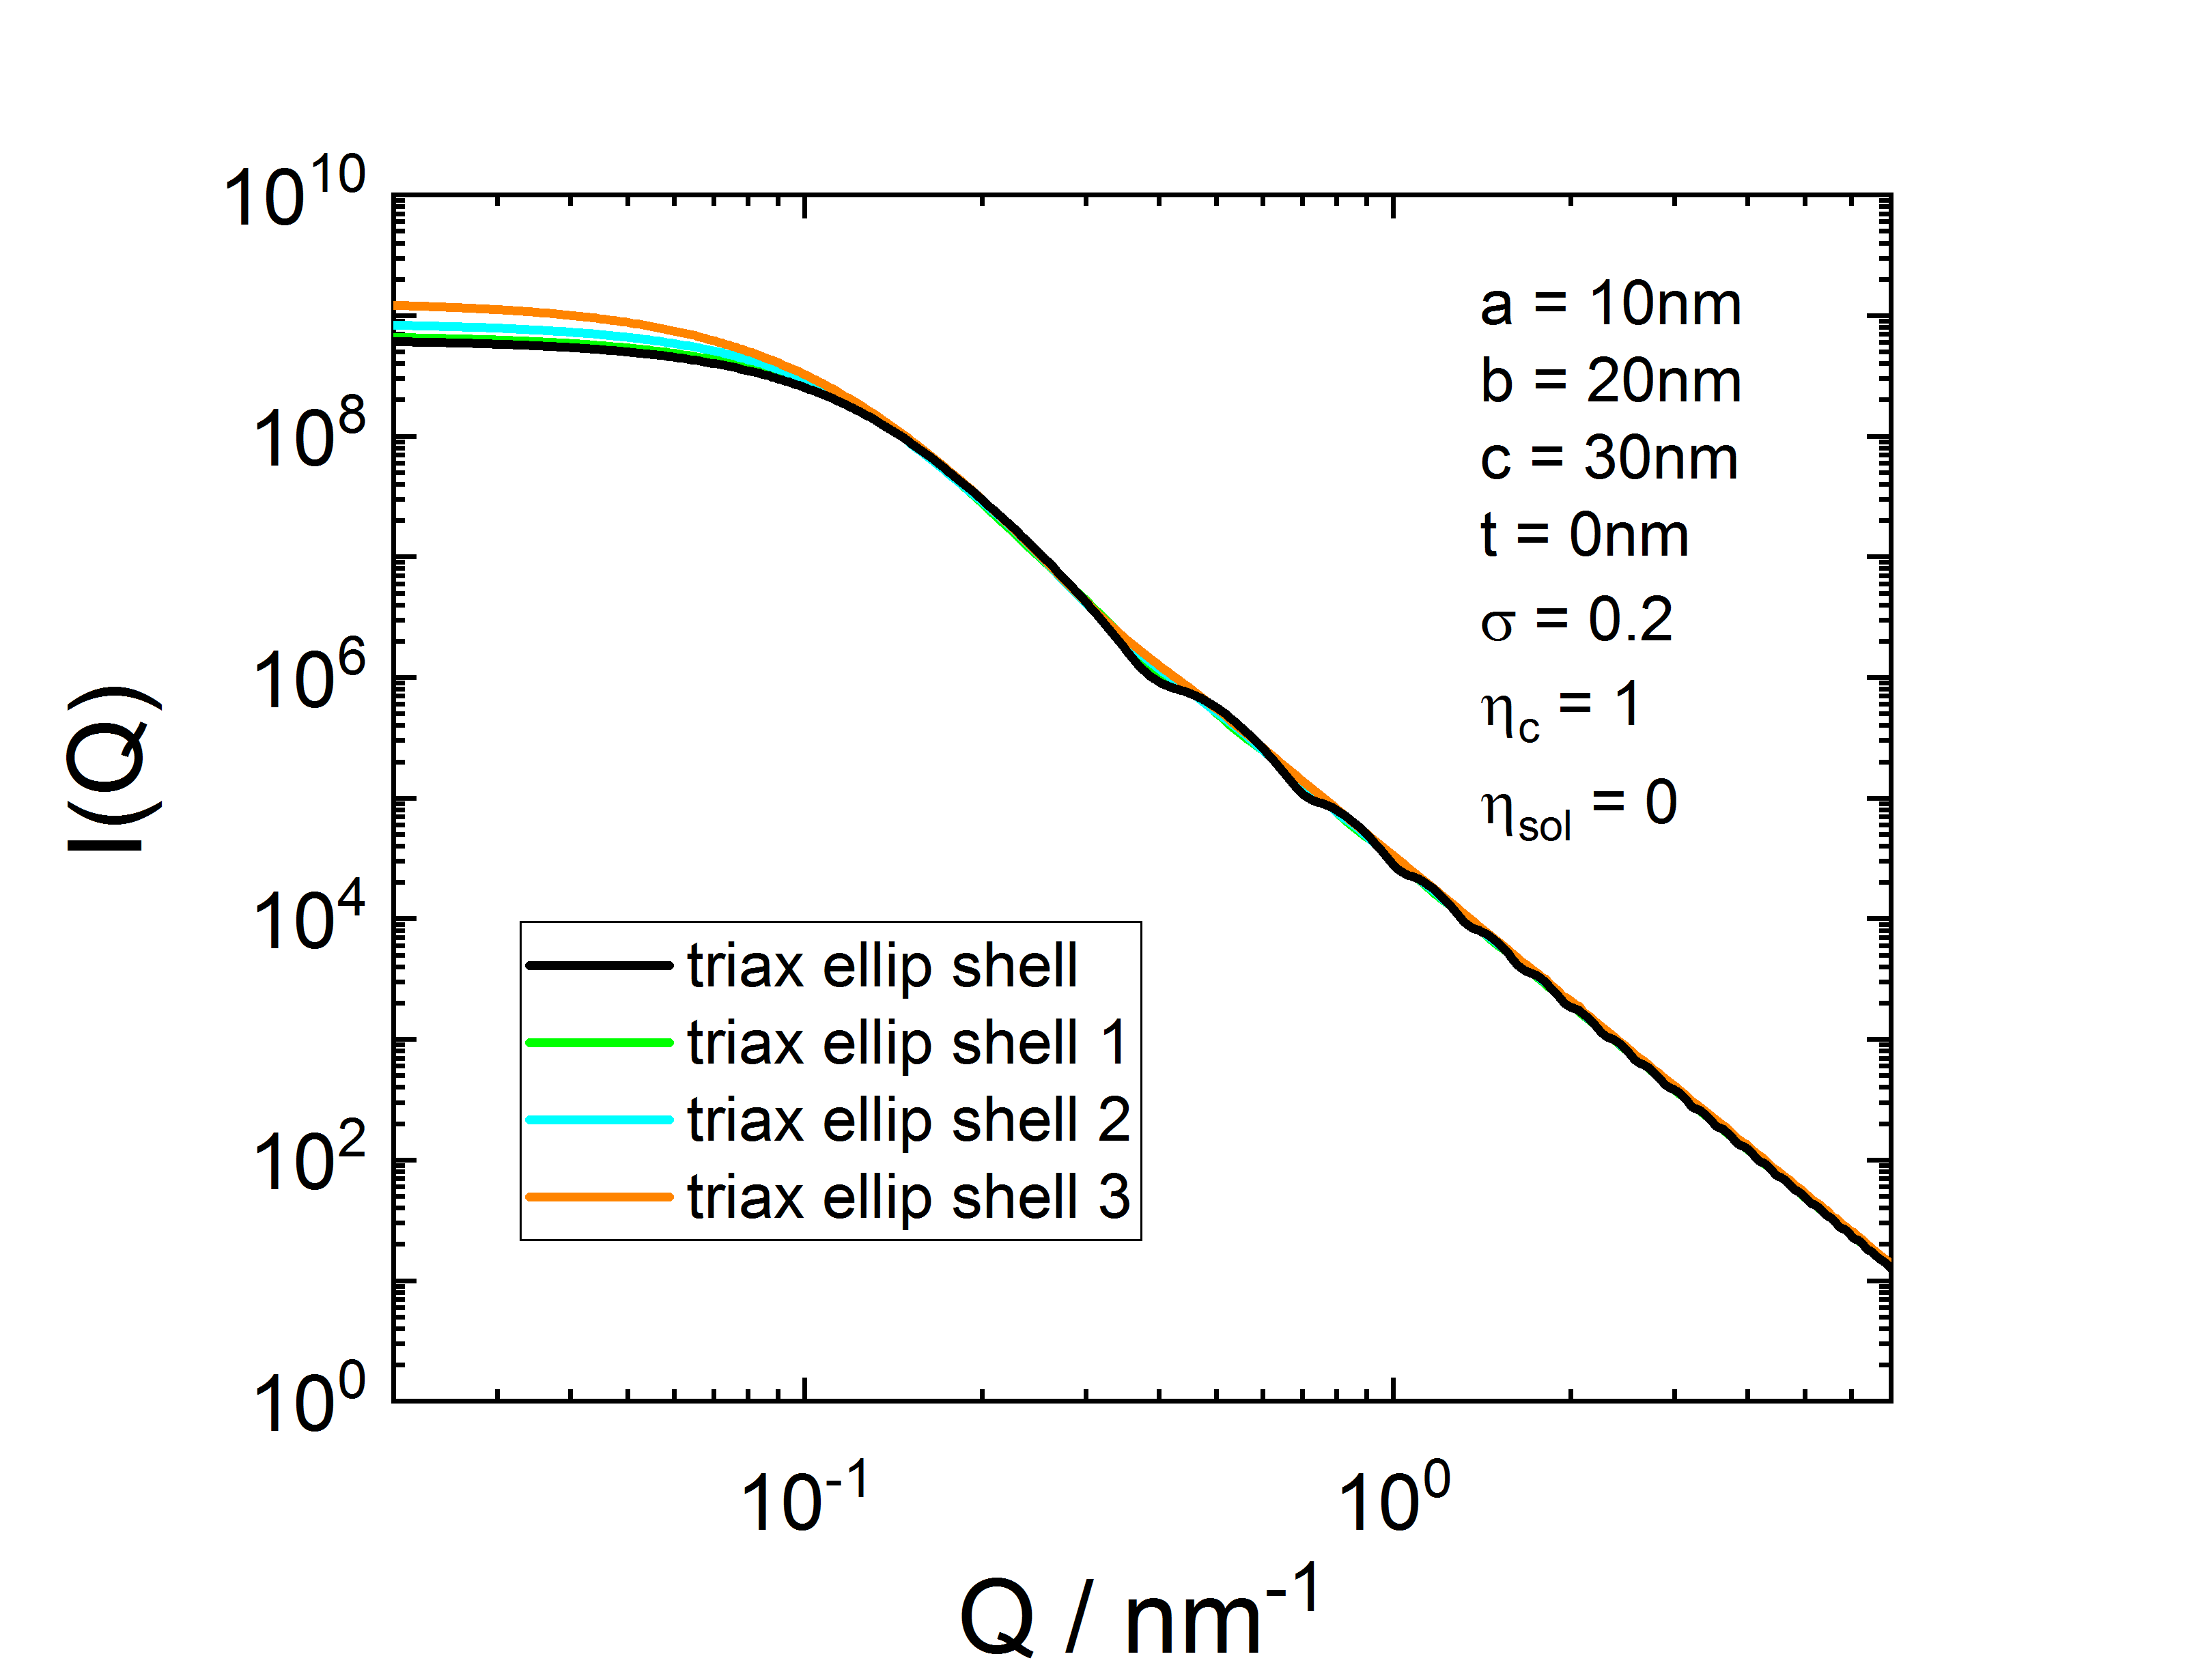 10^10
10^8
10^6
10^4
10^2
10^0
I(Q)
a = 10nm
b = 20nm
c = 30nm
t = 0nm
σ = 0.2
η_c = 1
η_sol = 0
triax ellip shell
triax ellip shell 1
triax ellip shell 2
triax ellip shell 3
10^-1
10^0
Q / nm^-1